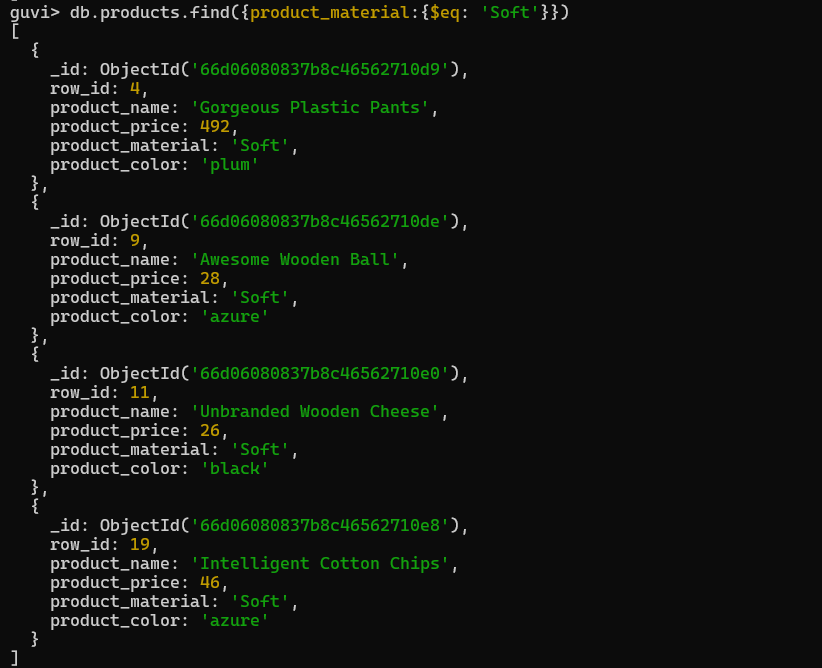 guvi> db.products.find({product_material:{$eq: 'Soft'}})
[
  {
    _id: ObjectId('66d06080837b8c46562710d9'),
    row_id: 4,
    product_name: 'Gorgeous Plastic Pants',
    product_price: 492,
    product_material: 'Soft',
    product_color: 'plum'
  },
  {
    _id: ObjectId('66d06080837b8c46562710de'),
    row_id: 9,
    product_name: 'Awesome Wooden Ball',
    product_price: 28,
    product_material: 'Soft',
    product_color: 'azure'
  },
  {
    _id: ObjectId('66d06080837b8c46562710e0'),
    row_id: 11,
    product_name: 'Unbranded Wooden Cheese',
    product_price: 26,
    product_material: 'Soft',
    product_color: 'black'
  },
  {
    _id: ObjectId('66d06080837b8c46562710e8'),
    row_id: 19,
    product_name: 'Intelligent Cotton Chips',
    product_price: 46,
    product_material: 'Soft',
    product_color: 'azure'
  }
]